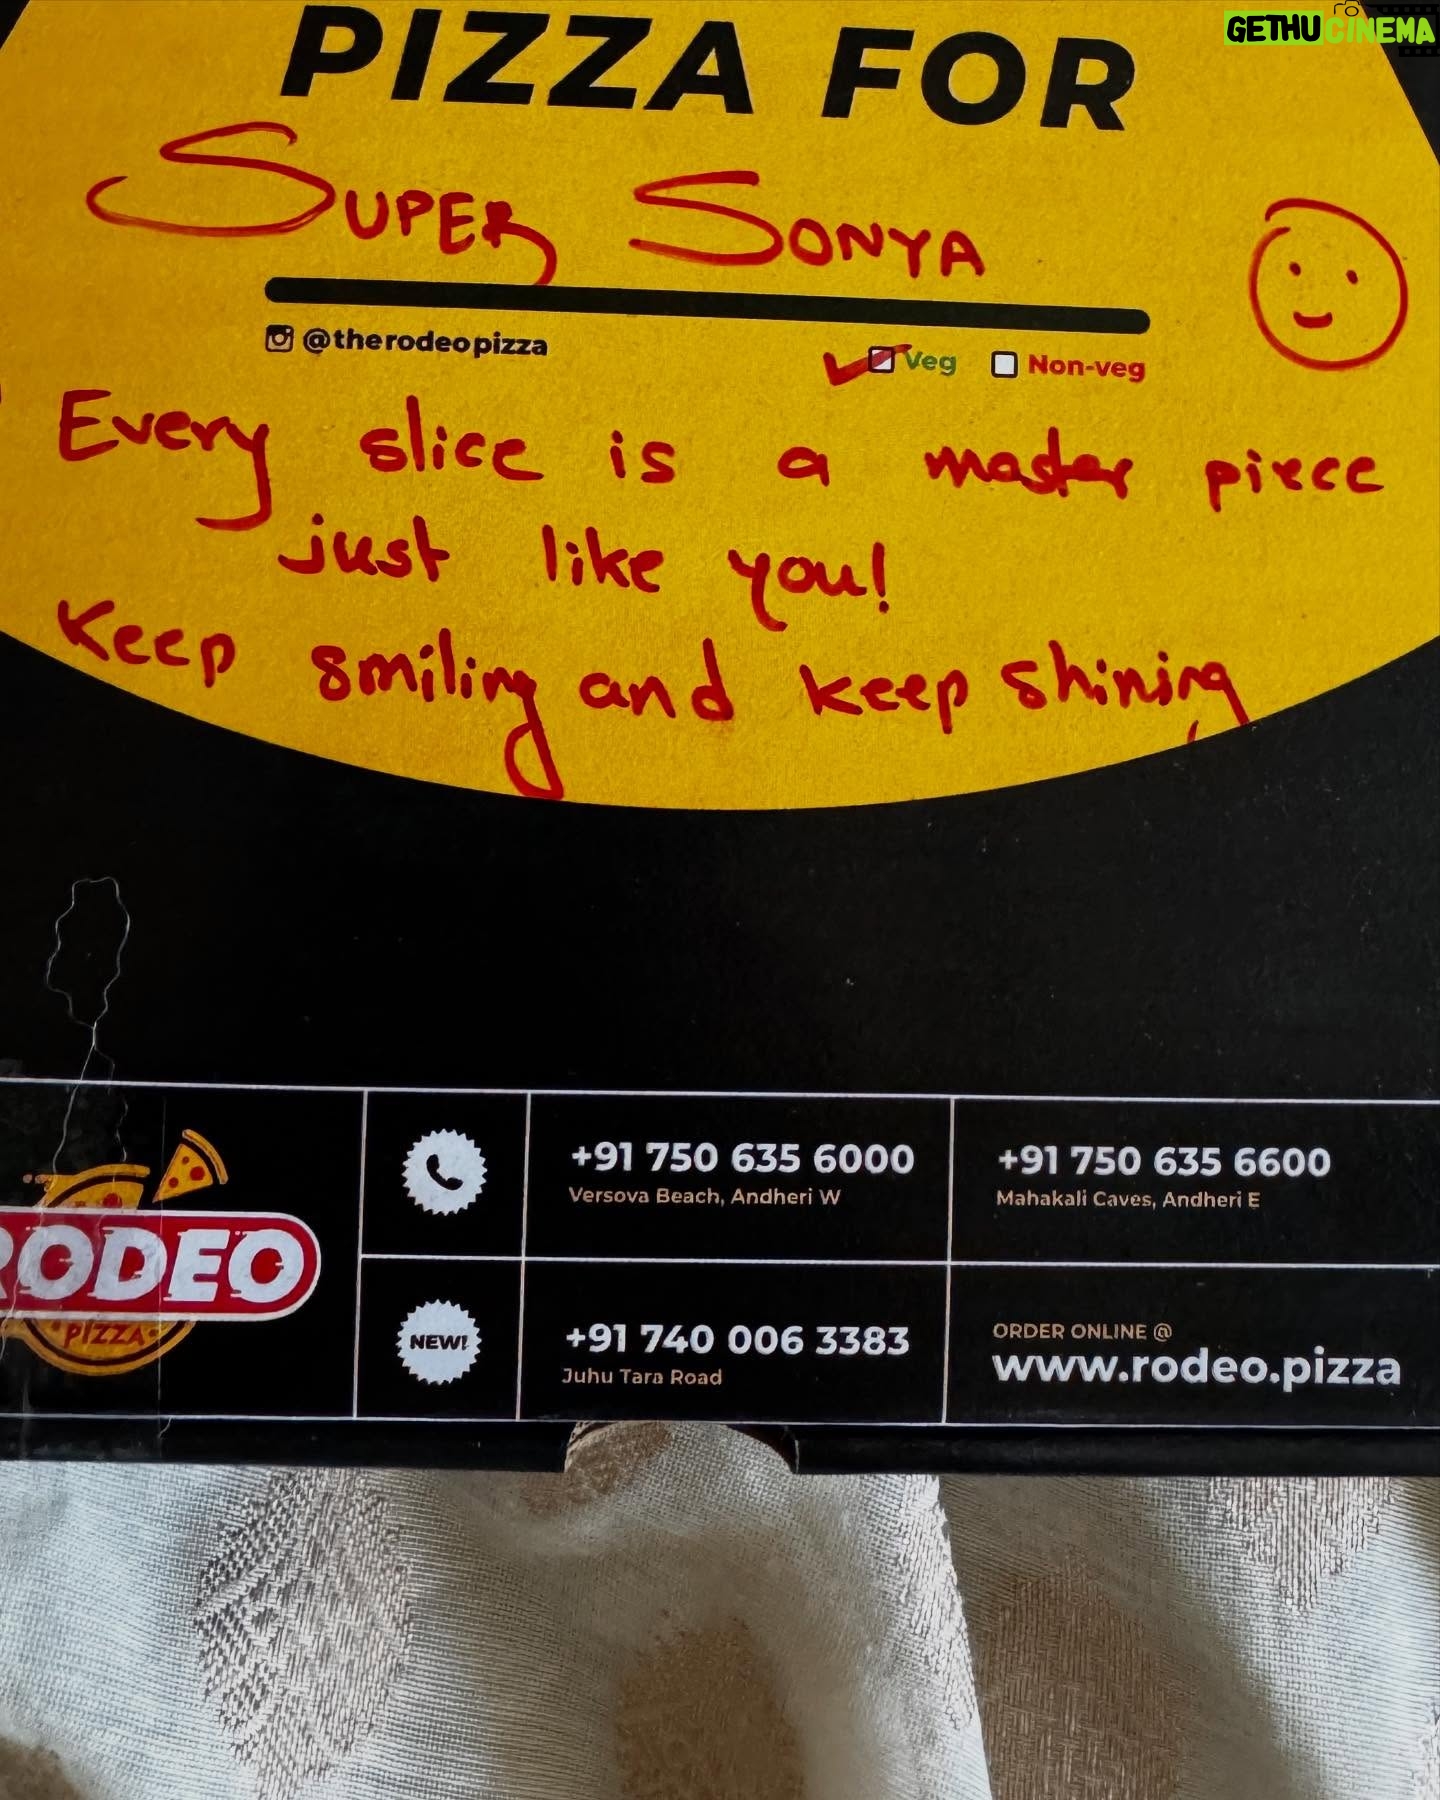 GETHU CINEMA
PIZZA FOR
SUPER SONYA
@therodeopizza
Veg Non-veg
Every slice is a master piece
just like you!
Keep smiling and keep shining
+91 750 635 6000
Versova Beach, Andheri W
+91 750 635 6600
Mahakali Caves, Andheri E
RODEO
PIZZA
NEW!
+91 740 006 3383
Juhu Tara Road
ORDER ONLINE @
www.rodeo.pizza